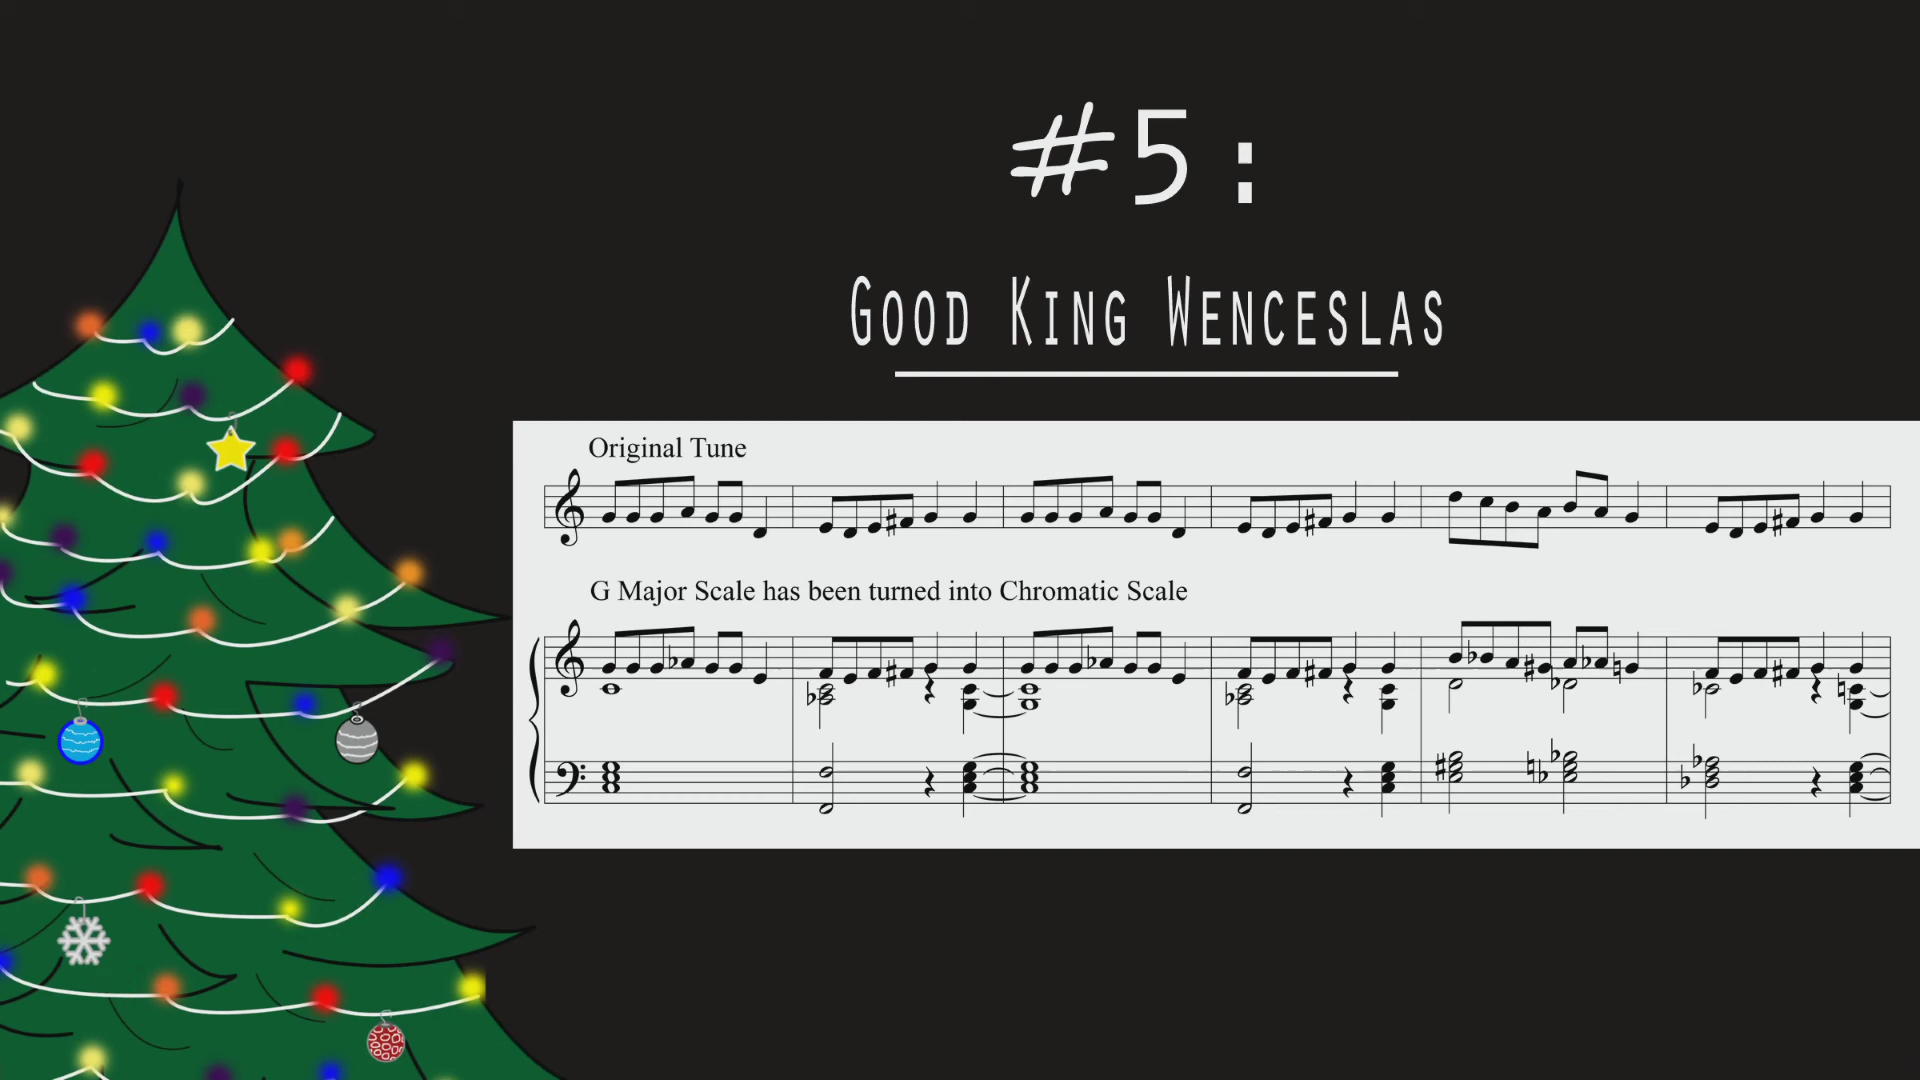 #5:
Good King Wenceslas
Original Tune
G Major Scale has been turned into Chromatic Scale